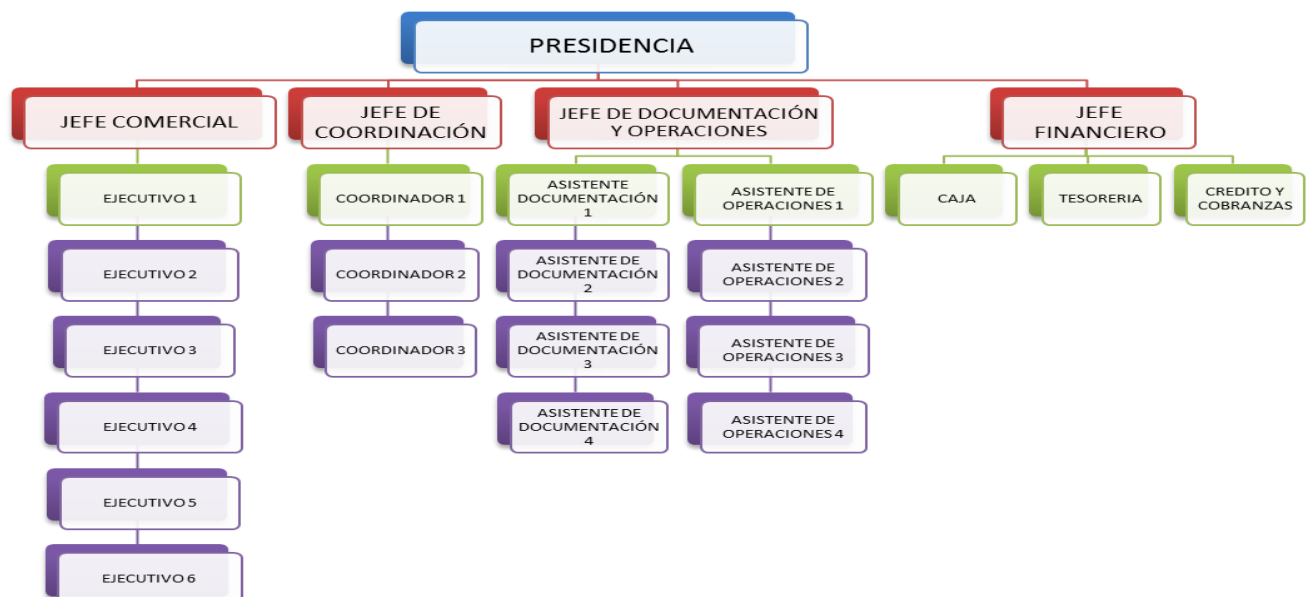 PRESIDENCIA
JEFE COMERCIAL
JEFE DE
COORDINACIÓN
JEFE DE DOCUMENTACIÓN
Y OPERACIONES
JEFE
FINANCIERO
EJECUTIVO 1
COORDINADOR 1
ASISTENTE
DOCUMENTACIÓN
1
ASISTENTE DE
OPERACIONES 1
CAJA
TESORERIA
CREDITO Y
COBRANZAS
EJECUTIVO 2
COORDINADOR 2
ASISTENTE DE
DOCUMENTACIÓN
2
ASISTENTE DE
OPERACIONES 2
EJECUTIVO 3
COORDINADOR 3
ASISTENTE DE
DOCUMENTACIÓN
3
ASISTENTE DE
OPERACIONES 3
EJECUTIVO 4
ASISTENTE DE
DOCUMENTACIÓN
4
ASISTENTE DE
OPERACIONES 4
EJECUTIVO 5
EJECUTIVO 6